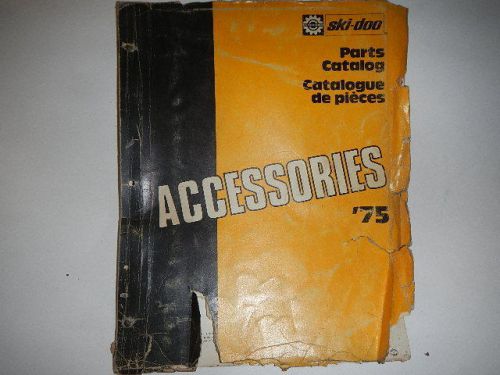 ski-doo
Parts
Catalog
Catalogue
de pièces
ACCESSORIES
'75